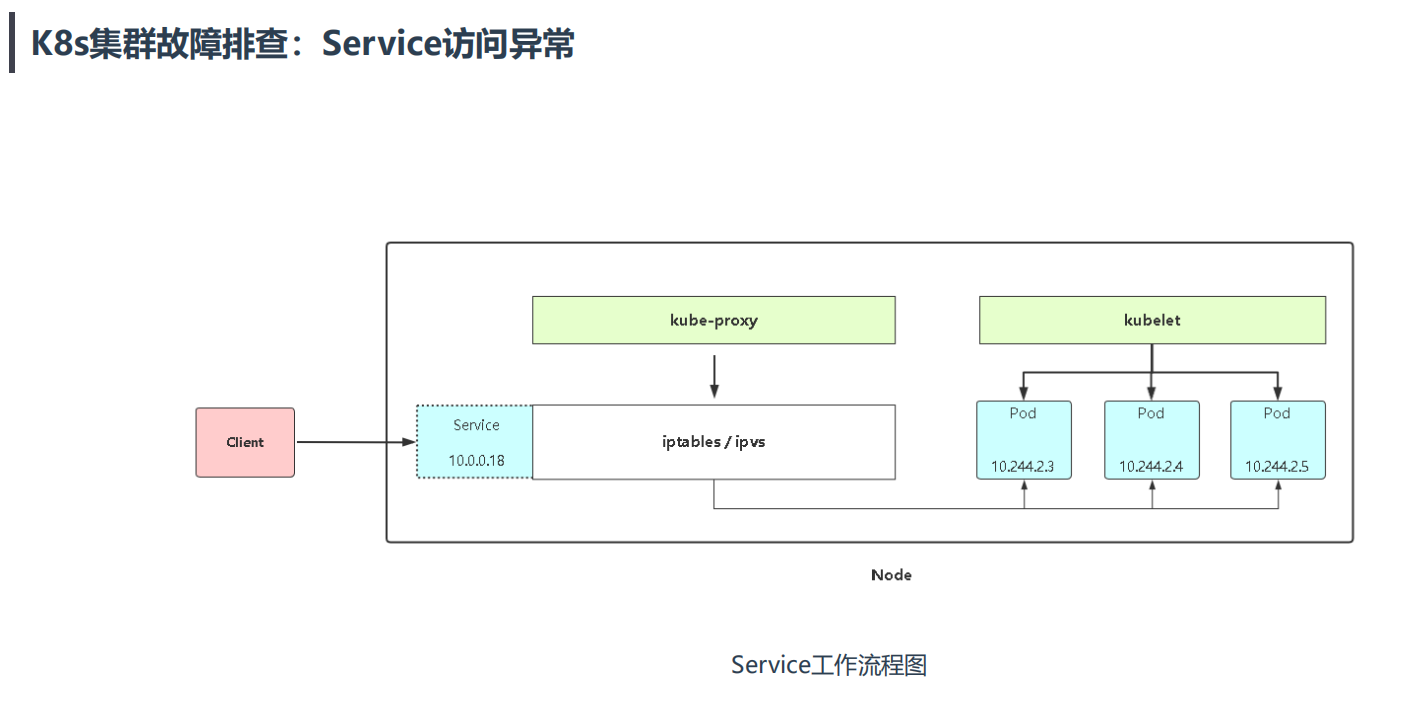 K8s集群故障排查：Service访问异常
kube-proxy
kubelet
Client
Service
10.0.0.18
iptables / ipvs
Pod
10.244.2.3
Pod
10.244.2.4
Pod
10.244.2.5
Node
Service工作流程图